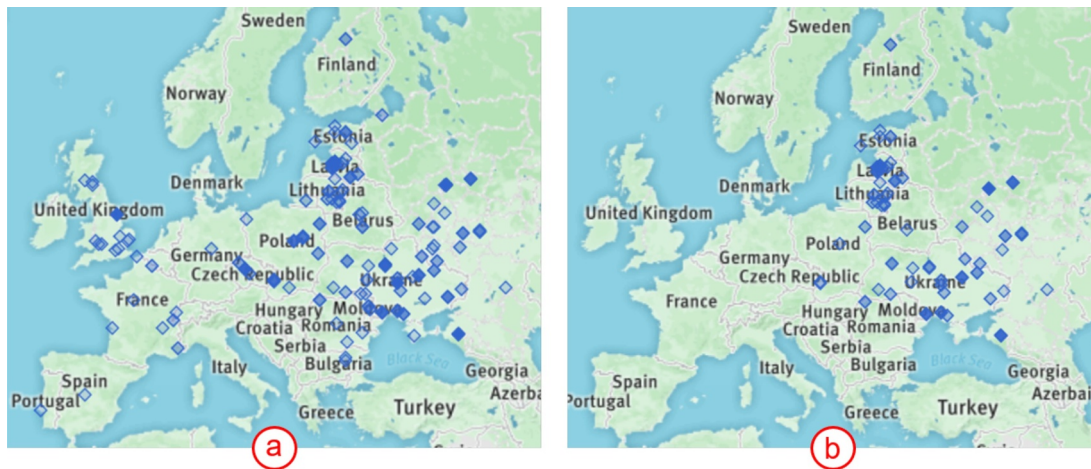 Sweden
Finland
Norway
Estonia
Latvia
Denmark
Lithuania
United Kingdom
Belarus
Poland
Germany
Czech Republic
Ukraine
France
Hungary
Moldova
Croatia
Romania
Serbia
Italy
Bulgaria
Black Sea
Spain
Georgia
Portugal
Azerbai
Greece
Turkey
a
Sweden
Finland
Norway
Estonia
Latvia
Denmark
Lithuania
United Kingdom
Belarus
Poland
Germany
Czech Republic
Ukraine
France
Hungary
Moldova
Croatia
Romania
Serbia
Italy
Bulgaria
Black Sea
Spain
Georgia
Portugal
Azerba
Greece
Turkey
b